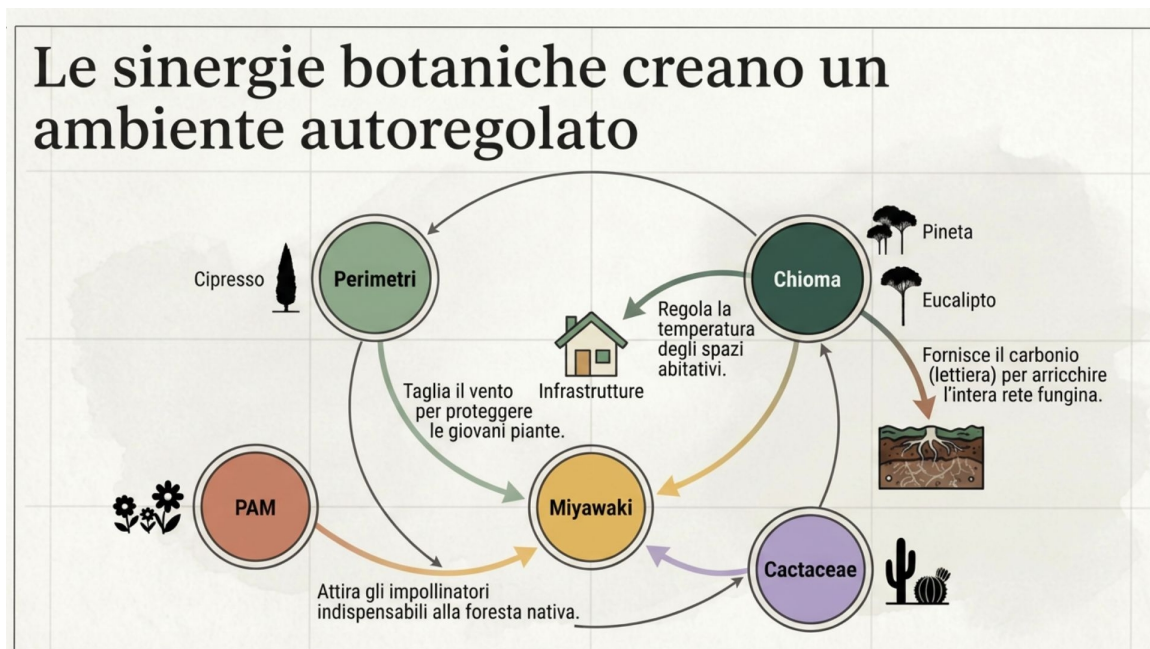 Le sinergie botaniche creano un
ambiente autoregolato
Cipresso
Perimetri
Chioma
Pineta
Eucalipto
Regola la
temperatura
degli spazi
abitativi.
Infrastrutture
Fornisce il carbonio
(lettiera) per arricchire
l'intera rete fungina.
Taglia il vento
per proteggere
le giovani piante.
PAM
Miyawaki
Cactaceae
Attira gli impollinatori
indispensabili alla foresta nativa.